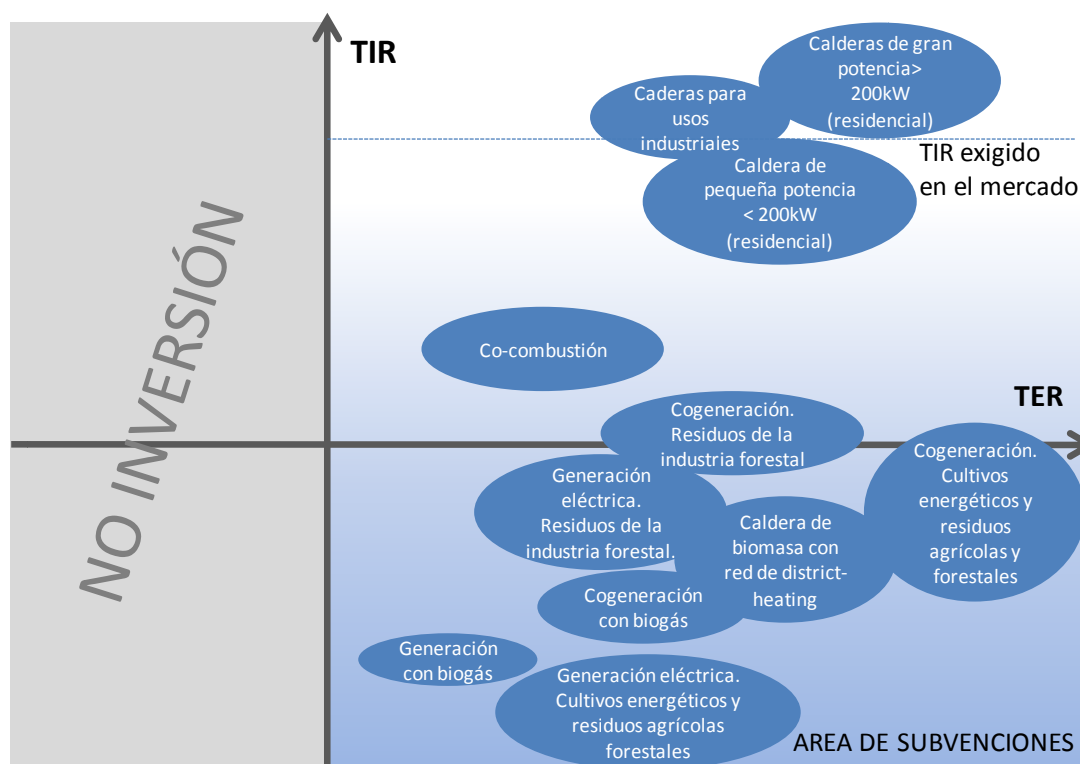 TIR
Calderas de gran
potencia>
200kW
(residencial)
Caderas para
usos
industriales
TIR exigido
en el mercado
Caldera de
pequeña potencia
< 200kW
(residencial)
NO INVERSIÓN
Co-combustión
TER
Cogeneración.
Residuos de la
industria forestal
Cogeneración.
Cultivos
energéticos y
residuos
agrícolas y
forestales
Generación
eléctrica.
Residuos de la
industria forestal.
Caldera de
biomasa con
red de district-
heating
Cogeneración
con biogás
Generación
con biogás
Generación eléctrica.
Cultivos energéticos y
residuos agrícolas
forestales
AREA DE SUBVENCIONES